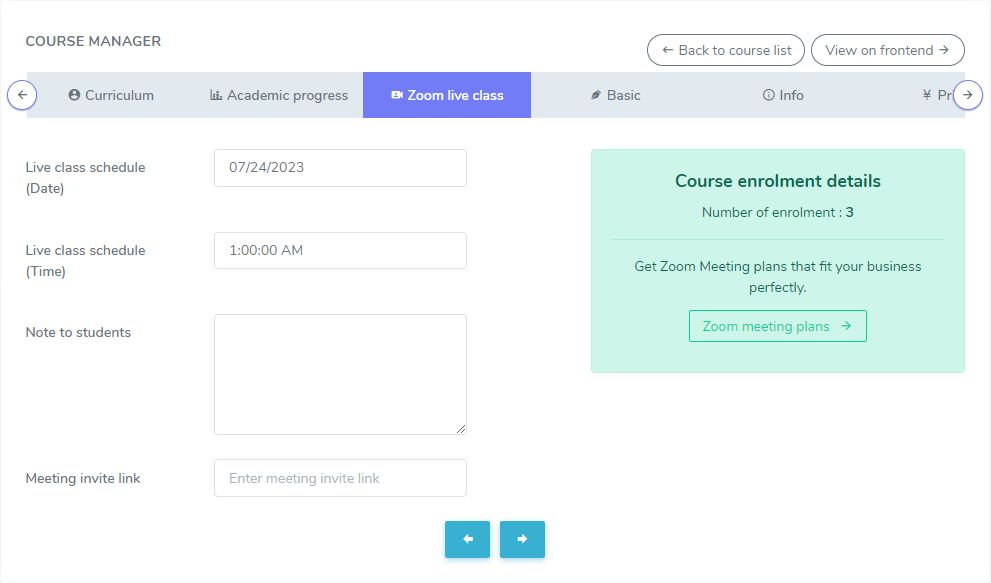 COURSE MANAGER
← Back to course list
View on frontend →
Curriculum
Academic progress
Zoom live class
Basic
Info
¥
Live class schedule
(Date)
07/24/2023
Live class schedule
(Time)
1:00:00 AM
Note to students
Meeting invite link
Enter meeting invite link
Course enrolment details
Number of enrolment : 3
Get Zoom Meeting plans that fit your business
perfectly.
Zoom meeting plans →